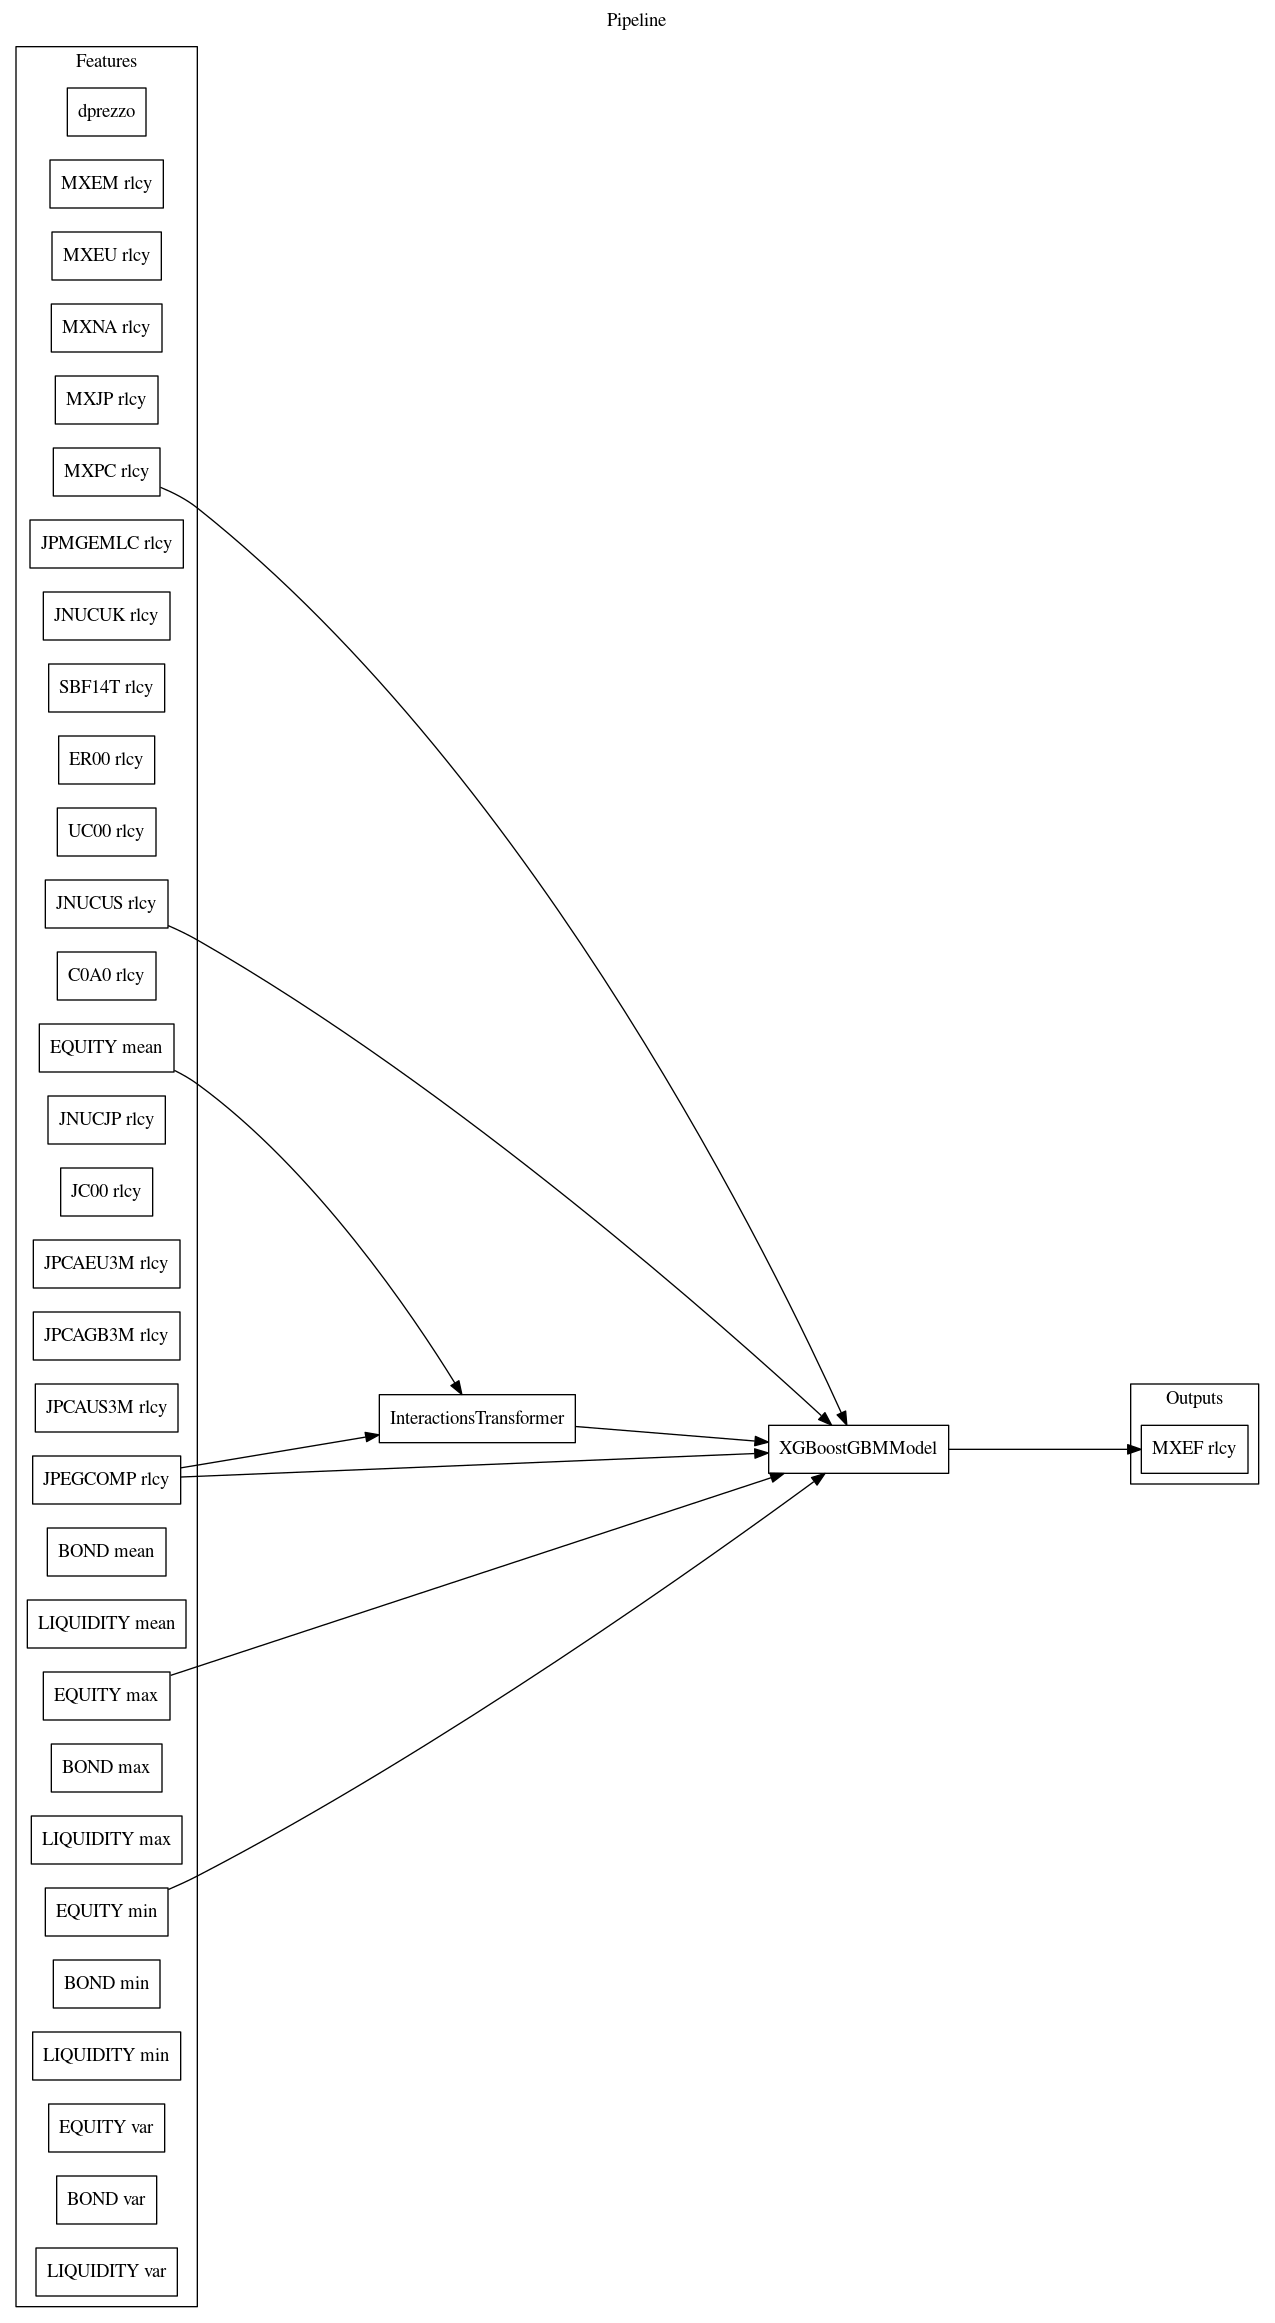 Pipeline
Features
dprezzo
MXEM rlcy
MXEU rlcy
MXNA rlcy
MXJP rlcy
MXPC rlcy
JPMGEMLC rlcy
JNUCUK rlcy
SBF14T rlcy
ER00 rlcy
UC00 rlcy
JNUCUS rlcy
C0A0 rlcy
EQUITY mean
JNUCJP rlcy
JC00 rlcy
JPCAEU3M rlcy
JPCAGB3M rlcy
JPCAUS3M rlcy
JPEGCOMP rlcy
BOND mean
LIQUIDITY mean
EQUITY max
BOND max
LIQUIDITY max
EQUITY min
BOND min
LIQUIDITY min
EQUITY var
BOND var
LIQUIDITY var
InteractionsTransformer
XGBoostGBMModel
Outputs
MXEF rlcy